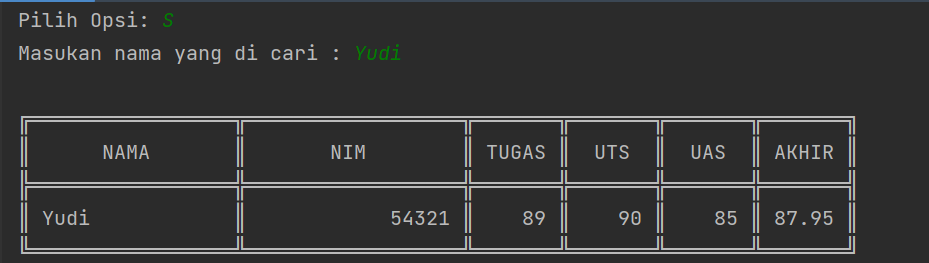 Pilih Opsi: S
Masukan nama yang di cari : Yudi
NAMA NIM TUGAS UTS UAS AKHIR
Yudi 54321 89 90 85 87.95